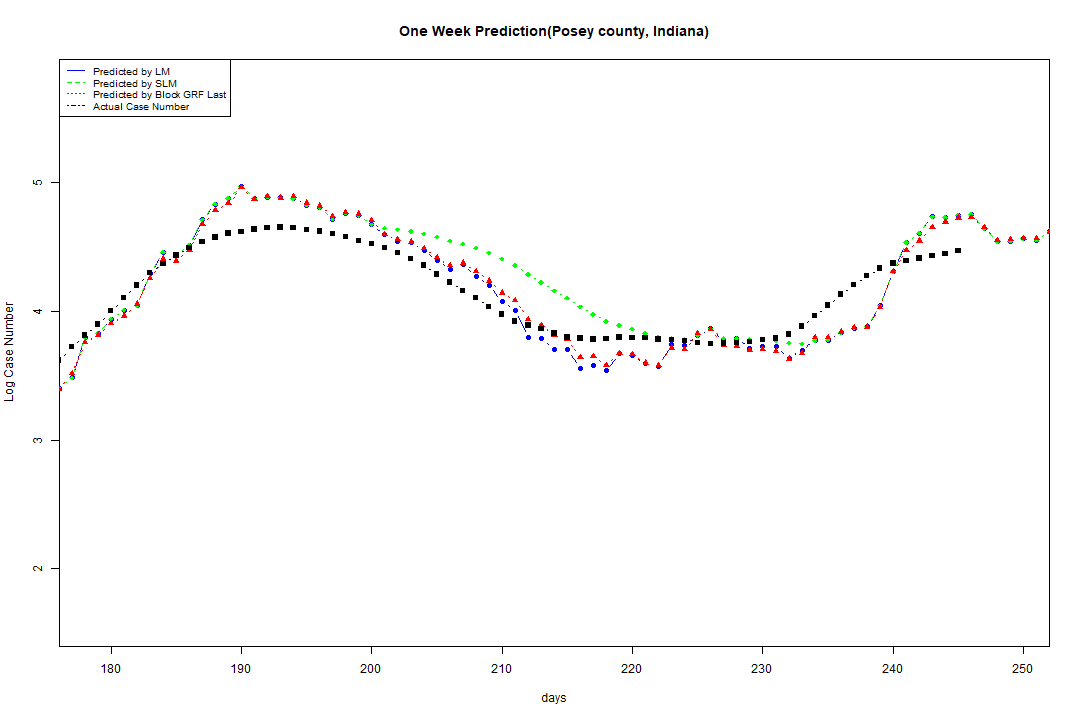 One Week Prediction(Posey county, Indiana)
Predicted by LM
Predicted by SLM
Predicted by Block GRF Last
Actual Case Number
5
4
3
2
Log Case Number
180 190 200 210 220 230 240 250
days